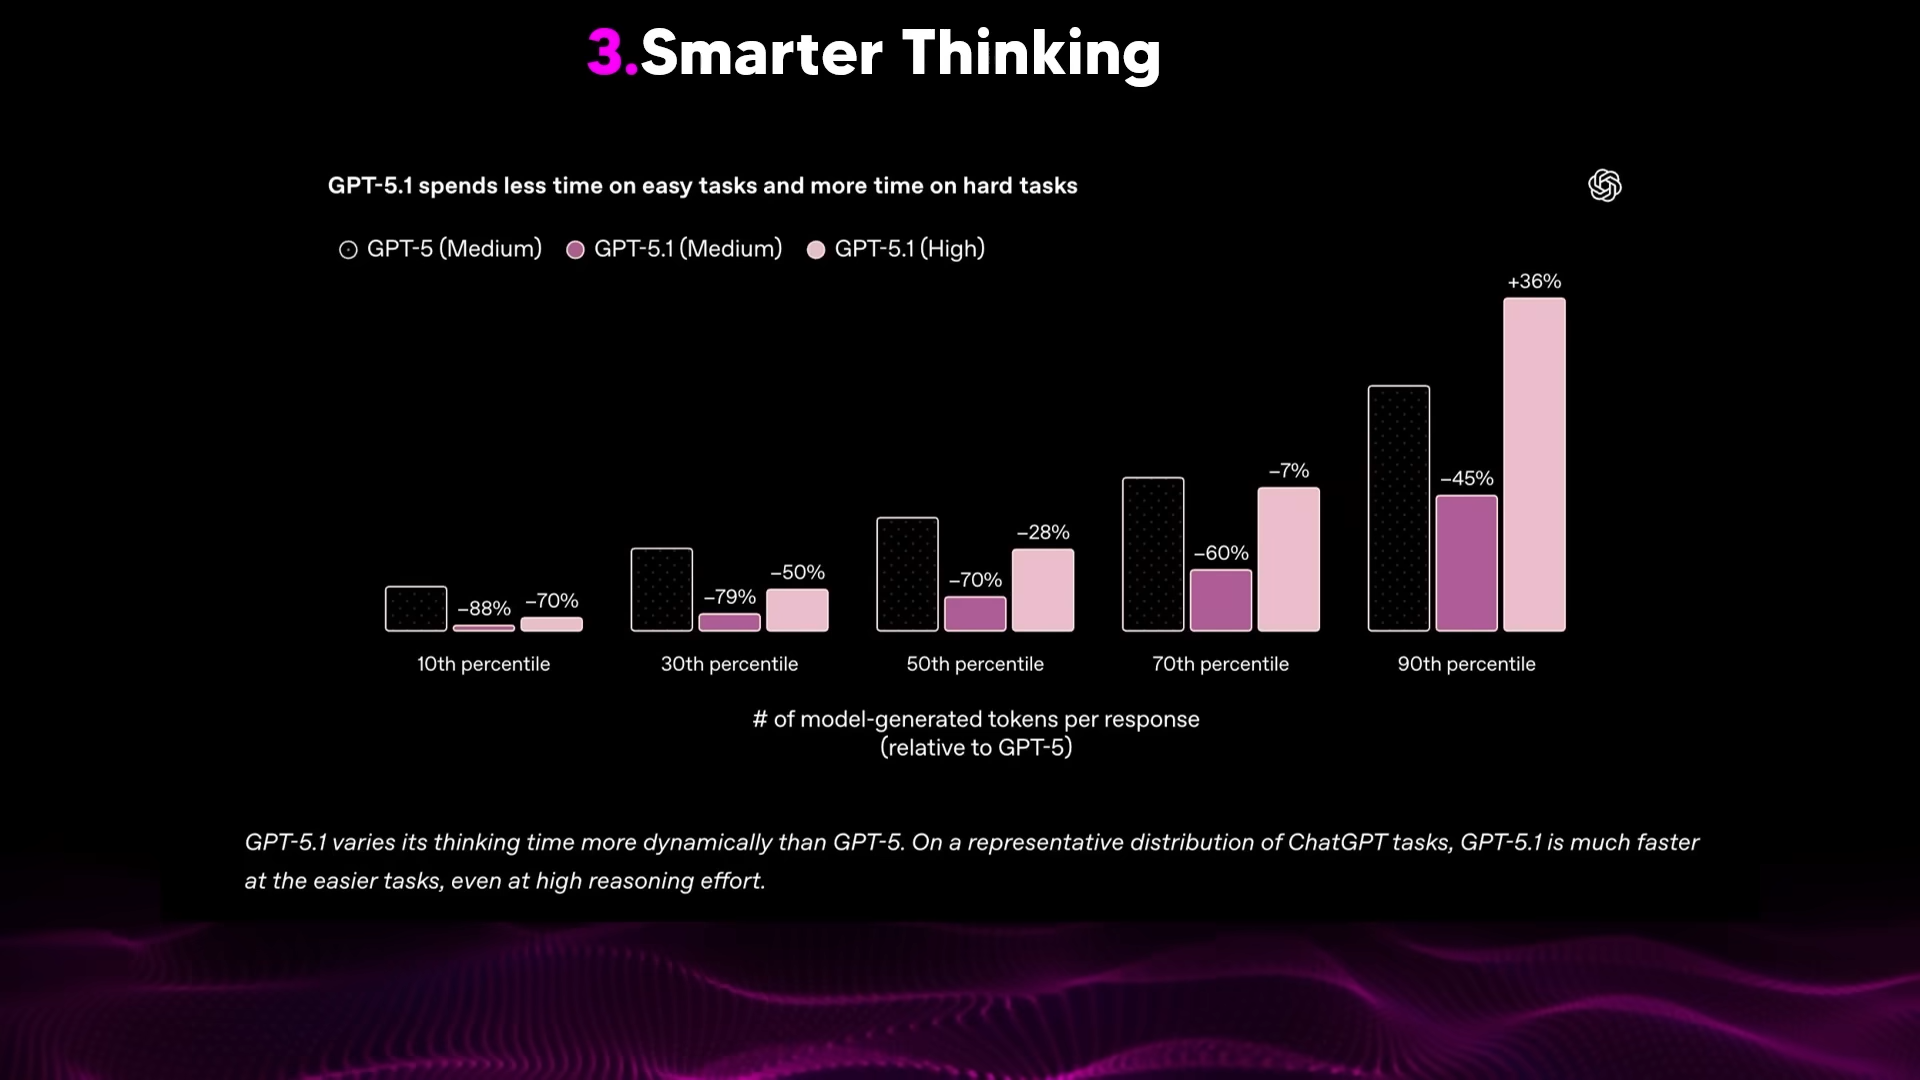 3.Smarter Thinking
GPT-5.1 spends less time on easy tasks and more time on hard tasks
GPT-5 (Medium) GPT-5.1 (Medium) GPT-5.1 (High)
+36%
–45%
–7%
–28%
–60%
–50%
–70%
–79%
–70%
–88%
10th percentile 30th percentile 50th percentile 70th percentile 90th percentile
# of model-generated tokens per response
(relative to GPT-5)
GPT-5.1 varies its thinking time more dynamically than GPT-5. On a representative distribution of ChatGPT tasks, GPT-5.1 is much faster
at the easier tasks, even at high reasoning effort.